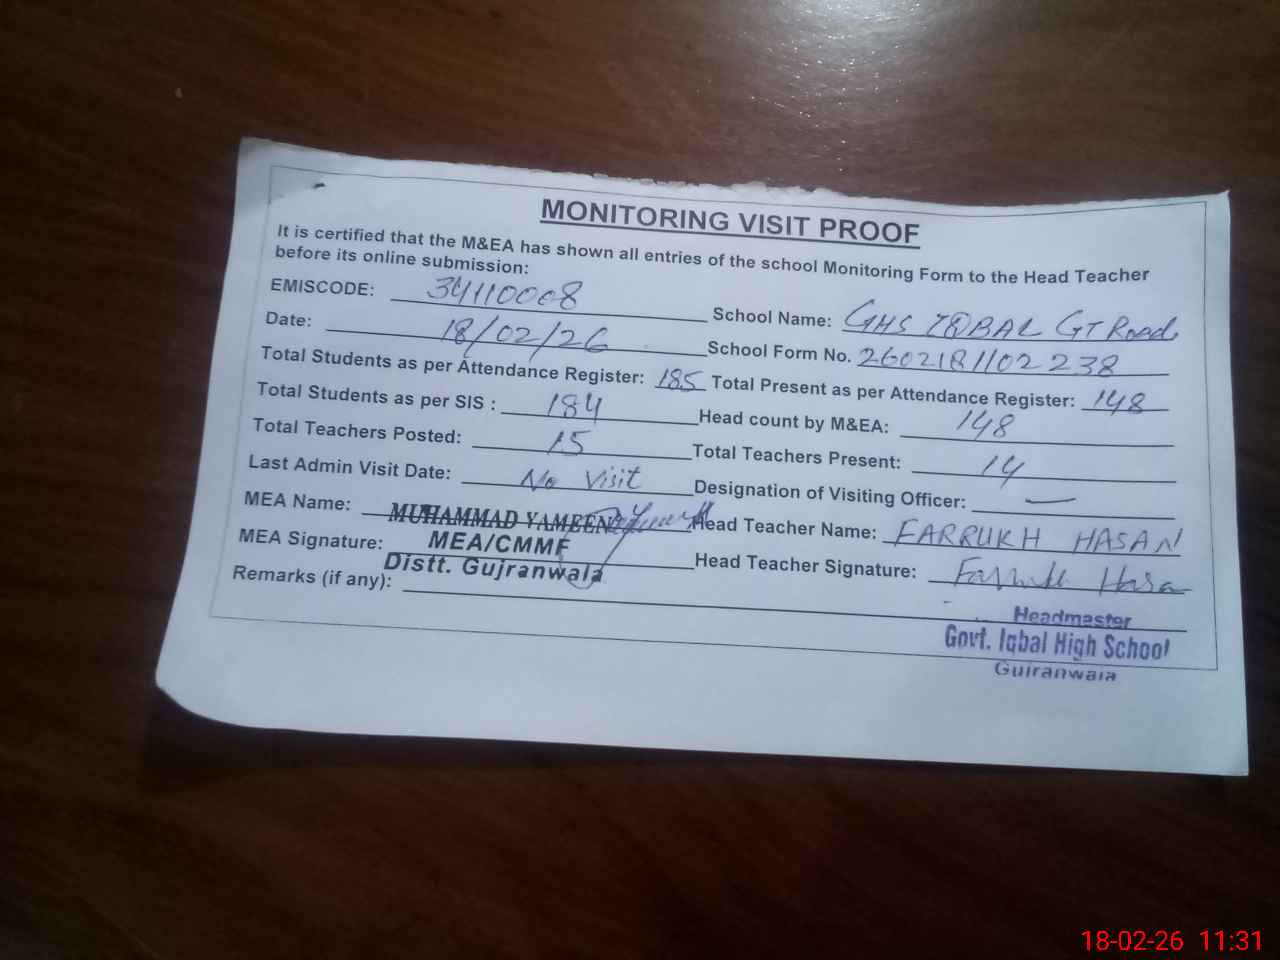 MONITORING VISIT PROOF
It is certified that the M&EA has shown all entries of the school Monitoring Form to the Head Teacher
before its online submission:
EMISCODE: 34110008 School Name: GHS IQBAL GT Road
Date: 18/02/26 School Form No. 2602181102238
Total Students as per Attendance Register: 185 Total Present as per Attendance Register: 148
Total Students as per SIS : 184 Head count by M&EA: 148
Total Teachers Posted: 15 Total Teachers Present: 14
Last Admin Visit Date: No Visit Designation of Visiting Officer: —
MEA Name: MUHAMMAD YAMEEN Head Teacher Name: FARRUKH HASAN
MEA Signature: MEA/CMMF Head Teacher Signature: Farrukh Hasan
Distt. Gujranwala
Remarks (if any):
Headmaster
Govt. Iqbal High School
Gujranwala
18-02-26 11:31